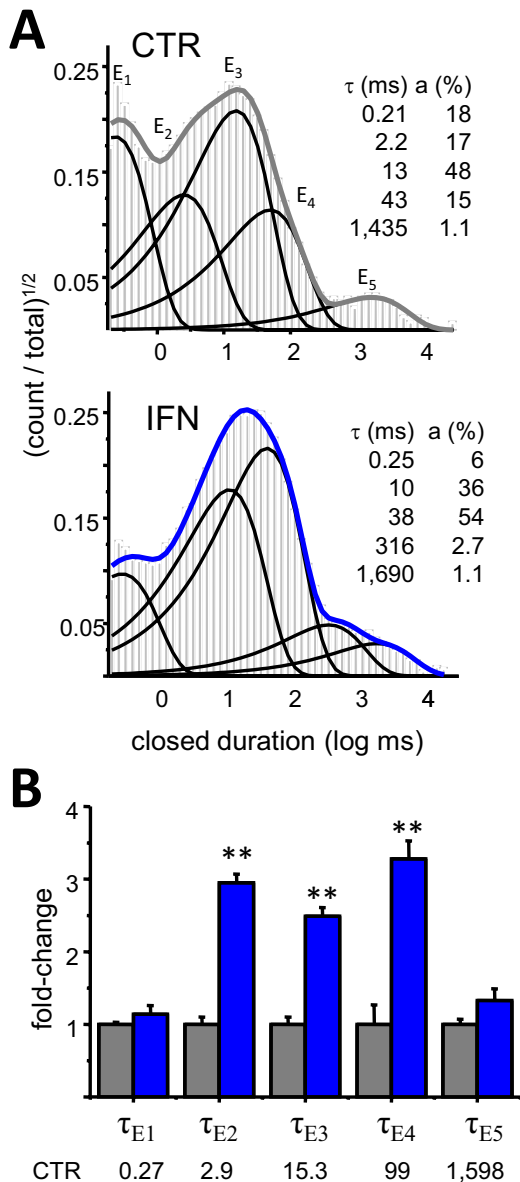 A
CTR
E1
E2
E3
E4
E5
τ (ms) a (%)
0.21 18
2.2 17
13 48
43 15
1,435 1.1
0.25
0.15
0.05
0 1 2 3 4
(count / total)1/2
IFN
τ (ms) a (%)
0.25 6
10 36
38 54
316 2.7
1,690 1.1
0.25
0.15
0.05
0 1 2 3 4
closed duration (log ms)
B
fold-change
4
3
2
1
0
** ** **
τE1 τE2 τE3 τE4 τE5
CTR 0.27 2.9 15.3 99 1,598